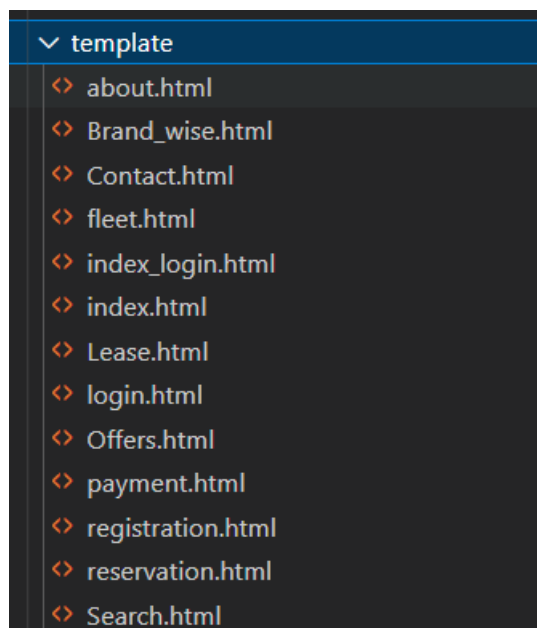 template
about.html
Brand_wise.html
Contact.html
fleet.html
index_login.html
index.html
Lease.html
login.html
Offers.html
payment.html
registration.html
reservation.html
Search.html